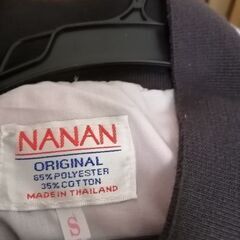 NANAN
ORIGINAL
65% POLYESTER
35% COTTON
MADE IN THAILAND
S